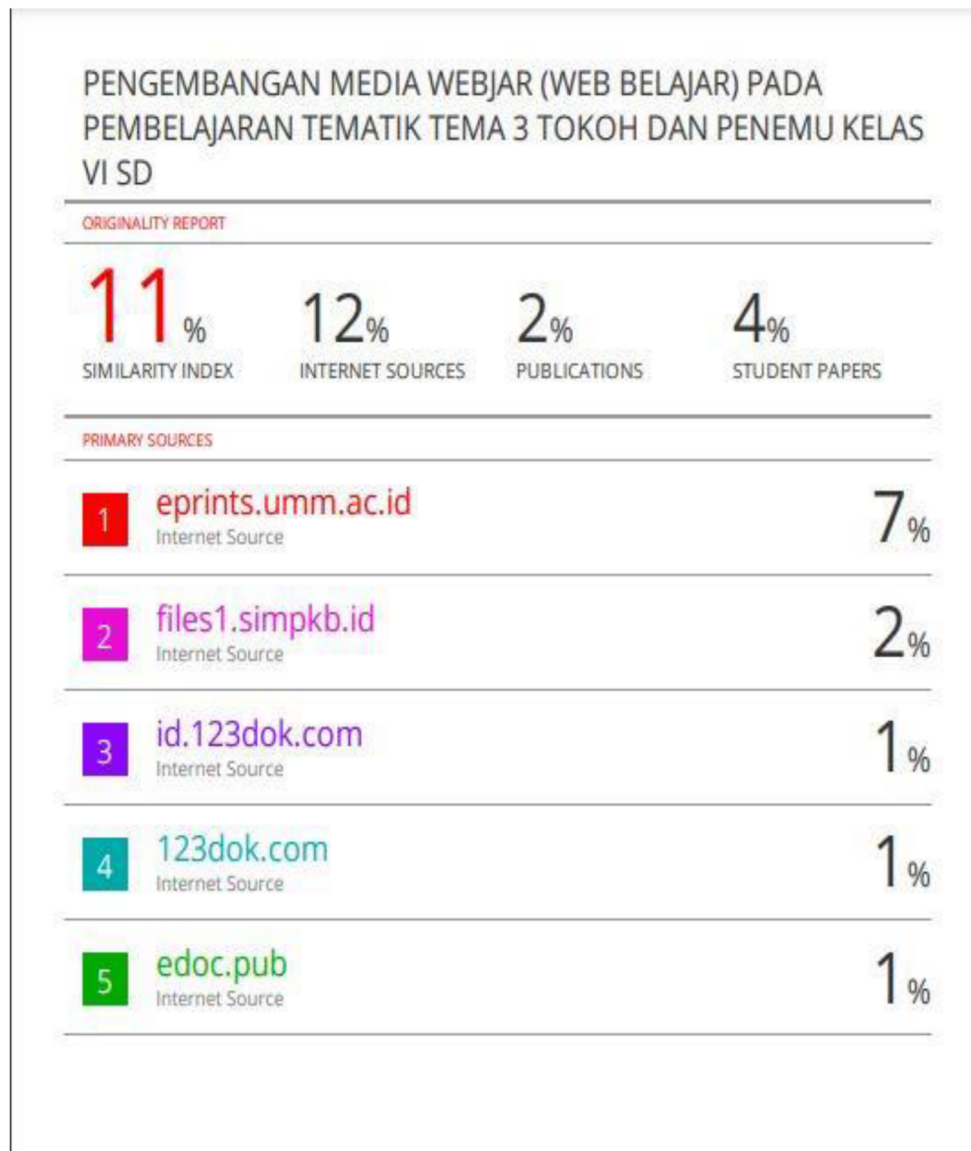 PENGEMBANGAN MEDIA WEBJAR (WEB BELAJAR) PADA
PEMBELAJARAN TEMATIK TEMA 3 TOKOH DAN PENEMU KELAS
VI SD
ORIGINALITY REPORT
11% 12% 2% 4%
SIMILARITY INDEX INTERNET SOURCES PUBLICATIONS STUDENT PAPERS
PRIMARY SOURCES
1 eprints.umm.ac.id 7%
Internet Source
2 files1.simpkb.id 2%
Internet Source
3 id.123dok.com 1%
Internet Source
4 123dok.com 1%
Internet Source
5 edoc.pub 1%
Internet Source